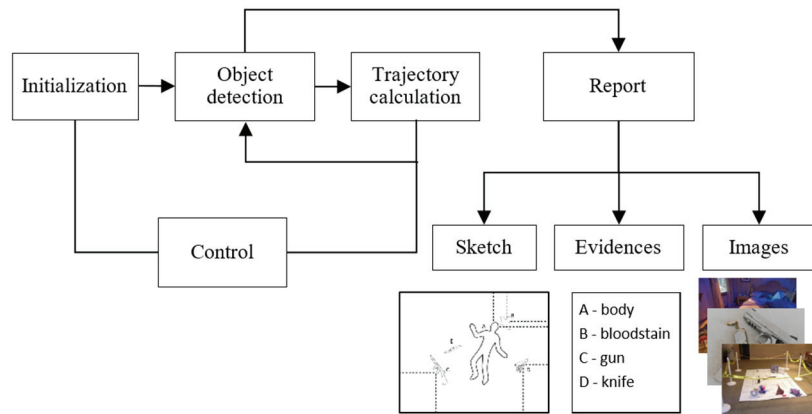 Initialization
Object
detection
Trajectory
calculation
Report
Control
Sketch
Evidences
Images
A - body
B - bloodstain
C - gun
D - knife